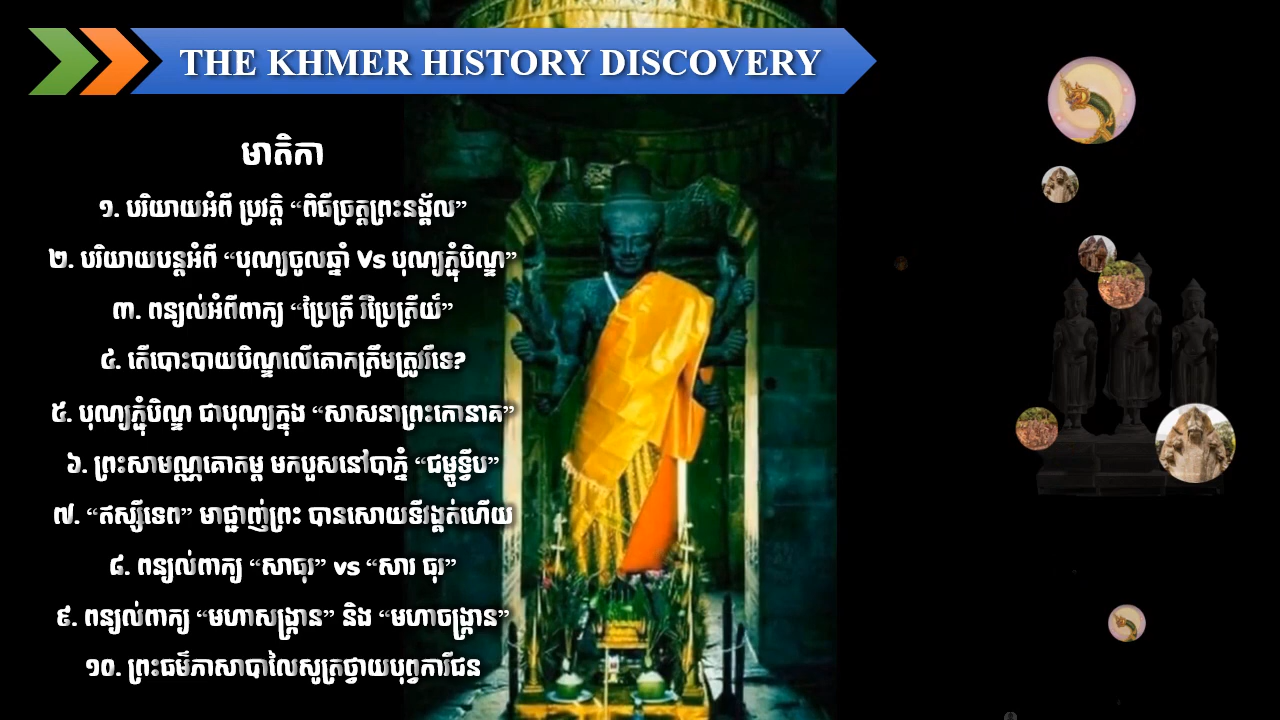 THE KHMER HISTORY DISCOVERY
មាតិកា
១. បរិយាយអំពី ប្រវត្តិ “ពិធីច្រត្តព្រះនង្គ័ល”
២. បរិយាយបន្តអំពី “បុណ្យចូលឆ្នាំ Vs បុណ្យភ្ជុំបិណ្ឌ”
៣. ពន្យល់អំពីពាក្យ “ប្រៃត្រី រឺប្រៃត្រីយ៍”
៤. តើបោះបាយបិណ្ឌលើគោកត្រឹមត្រូវរឺទេ?
៥. បុណ្យភ្ជុំបិណ្ឌ ជាបុណ្យក្នុង “សាសនាព្រះកោនាគ”
៦. ព្រះសាមណ្ណគោតម្ត មកបួសនៅបាភ្នំ “ជម្ពូទ្វីប”
៧. “ឥស្សីទេព” មាផ្ចាញ់ព្រះ បានសោយទីវង្គត់ហើយ
៨. ពន្យល់ពាក្យ “សាធុរ” vs “សារ ធុរ”
៩. ពន្យល់ពាក្យ “មហាសង្ក្រាន” និង “មហាចង្ក្រាន”
១០. ព្រះធម៌ភាសាបាលៃសូត្រថ្វាយបុព្វការីជន